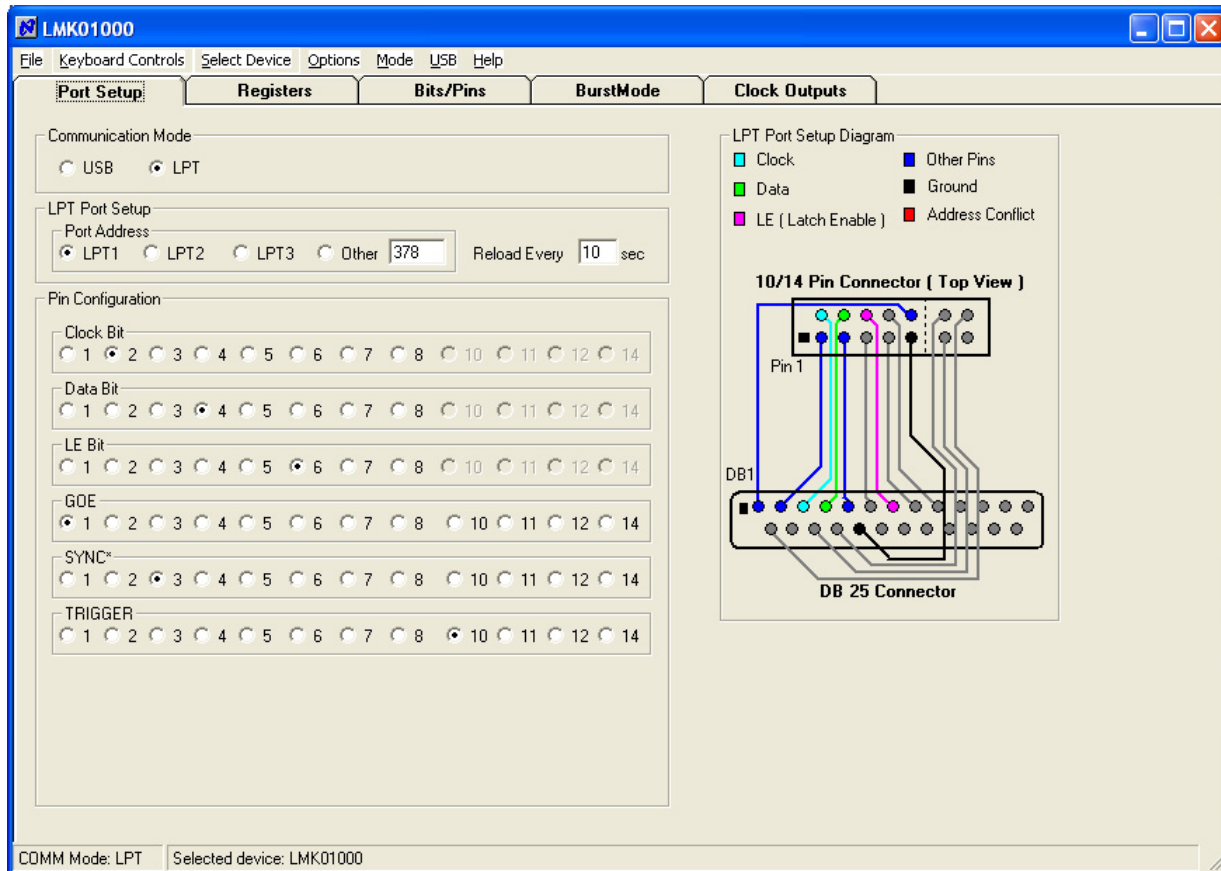 LMK01000
File Keyboard Controls Select Device Options Mode USB Help
Port Setup Registers Bits/Pins BurstMode Clock Outputs
Communication Mode
USB LPT
LPT Port Setup
Port Address
LPT1 LPT2 LPT3 Other 378 Reload Every 10 sec
Pin Configuration
Clock Bit
1 2 3 4 5 6 7 8 10 11 12 14
Data Bit
1 2 3 4 5 6 7 8 10 11 12 14
LE Bit
1 2 3 4 5 6 7 8 10 11 12 14
GOE
1 2 3 4 5 6 7 8 10 11 12 14
SYNC*
1 2 3 4 5 6 7 8 10 11 12 14
TRIGGER
1 2 3 4 5 6 7 8 10 11 12 14
LPT Port Setup Diagram
Clock Other Pins
Data Ground
LE ( Latch Enable ) Address Conflict
10/14 Pin Connector ( Top View )
Pin 1
DB1
DB 25 Connector
COMM Mode: LPT Selected device: LMK01000